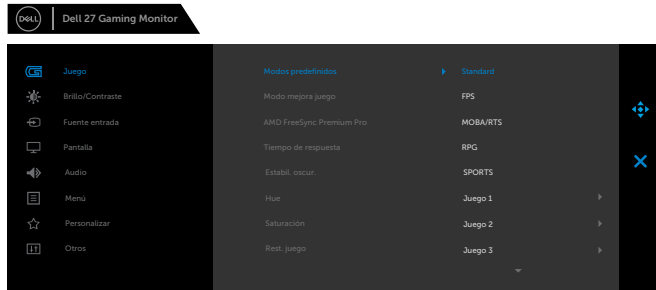 DELL
Dell 27 Gaming Monitor
Juego
Modos predefinidos
Standard
Brillo/Contraste
Modo mejora juego
FPS
Fuente entrada
AMD FreeSync Premium Pro
MOBA/RTS
Pantalla
Tiempo de respuesta
RPG
Audio
Estabil. oscur.
SPORTS
Menú
Hue
Juego 1
Personalizar
Saturación
Juego 2
Otros
Rest. juego
Juego 3